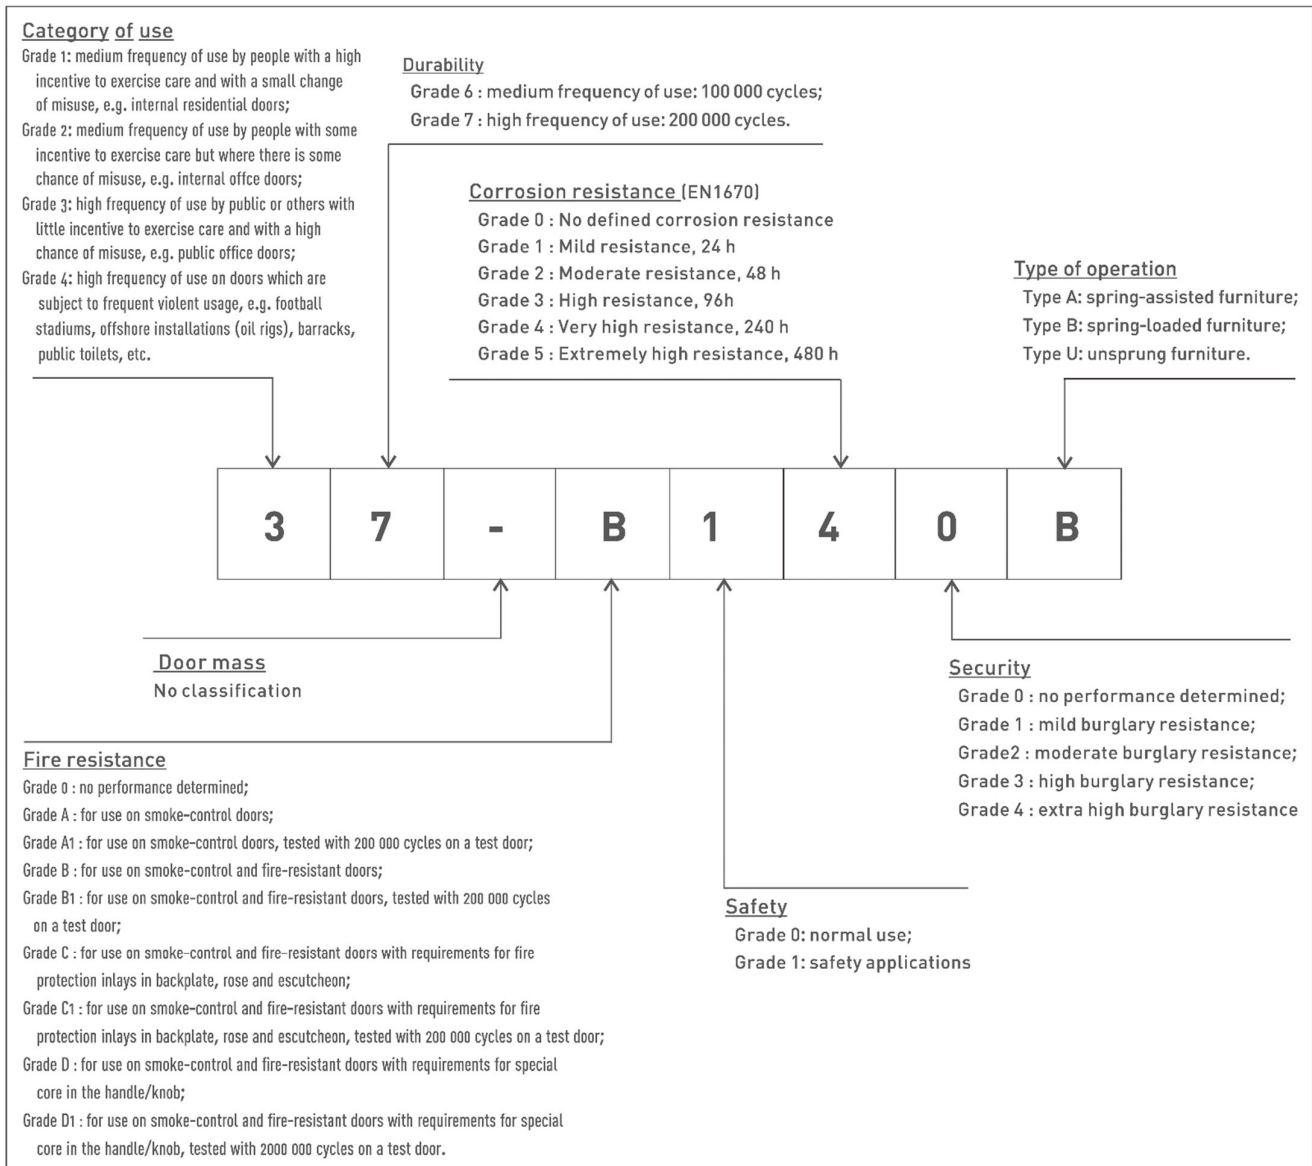 Category of use
Grade 1: medium frequency of use by people with a high
incentive to exercise care and with a small change
of misuse, e.g. internal residential doors;
Grade 2: medium frequency of use by people with some
incentive to exercise care but where there is some
chance of misuse, e.g. internal offce doors;
Grade 3: high frequency of use by public or others with
little incentive to exercise care and with a high
chance of misuse, e.g. public office doors;
Grade 4: high frequency of use on doors which are
subject to frequent violent usage, e.g. football
stadiums, offshore installations (oil rigs), barracks,
public toilets, etc.
Durability
Grade 6 : medium frequency of use: 100 000 cycles;
Grade 7 : high frequency of use: 200 000 cycles.
Corrosion resistance (EN1670)
Grade 0 : No defined corrosion resistance
Grade 1 : Mild resistance, 24 h
Grade 2 : Moderate resistance, 48 h
Grade 3 : High resistance, 96h
Grade 4 : Very high resistance, 240 h
Grade 5 : Extremely high resistance, 480 h
Type of operation
Type A: spring-assisted furniture;
Type B: spring-loaded furniture;
Type U: unsprung furniture.
3 7 - B 1 4 0 B
Door mass
No classification
Fire resistance
Grade 0 : no performance determined;
Grade A : for use on smoke-control doors;
Grade A1 : for use on smoke-control doors, tested with 200 000 cycles on a test door;
Grade B : for use on smoke-control and fire-resistant doors;
Grade B1 : for use on smoke-control and fire-resistant doors, tested with 200 000 cycles
on a test door;
Grade C : for use on smoke-control and fire-resistant doors with requirements for fire
protection inlays in backplate, rose and escutcheon;
Grade C1 : for use on smoke-control and fire-resistant doors with requirements for fire
protection inlays in backplate, rose and escutcheon, tested with 200 000 cycles on a test door;
Grade D : for use on smoke-control and fire-resistant doors with requirements for special
core in the handle/knob;
Grade D1 : for use on smoke-control and fire-resistant doors with requirements for special
core in the handle/knob, tested with 2000 000 cycles on a test door.
Safety
Grade 0: normal use;
Grade 1: safety applications
Security
Grade 0 : no performance determined;
Grade 1 : mild burglary resistance;
Grade2 : moderate burglary resistance;
Grade 3 : high burglary resistance;
Grade 4 : extra high burglary resistance